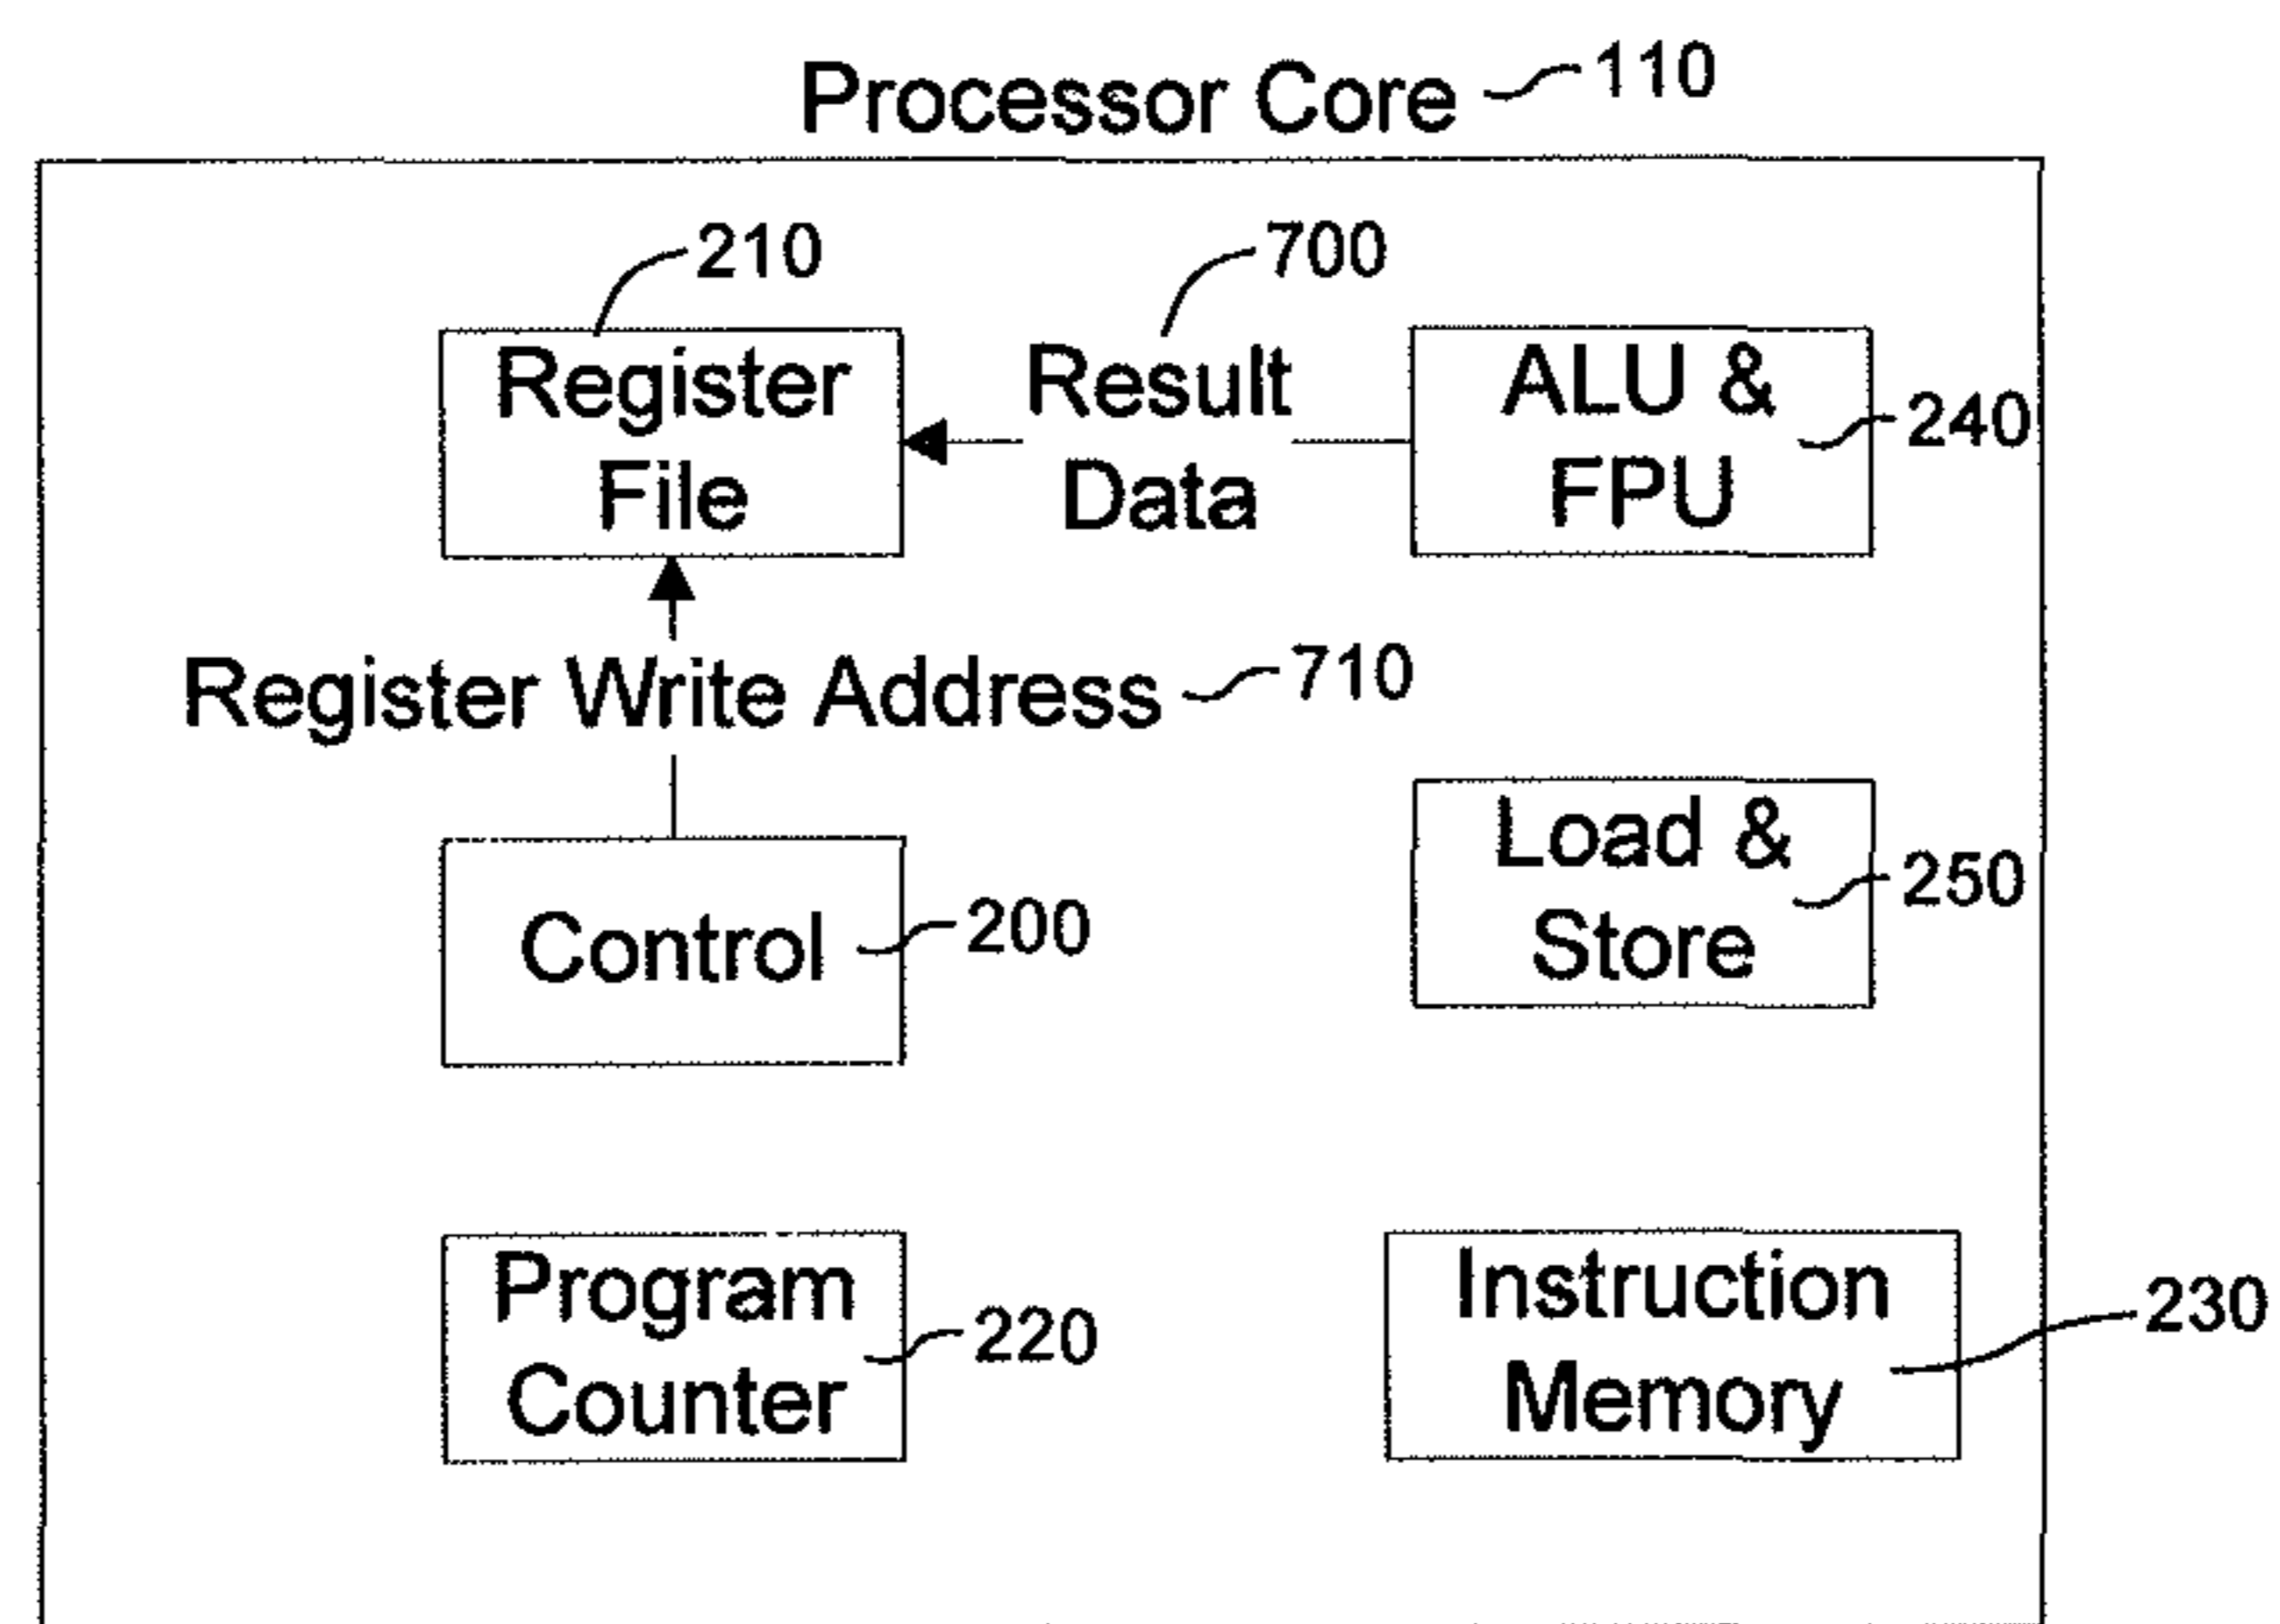 Processor Core 110
210
700
Register
File
Result
Data
ALU &
FPU
240
Register Write Address 710
Control
200
Load &
Store
250
Program
Counter
220
Instruction
Memory
230